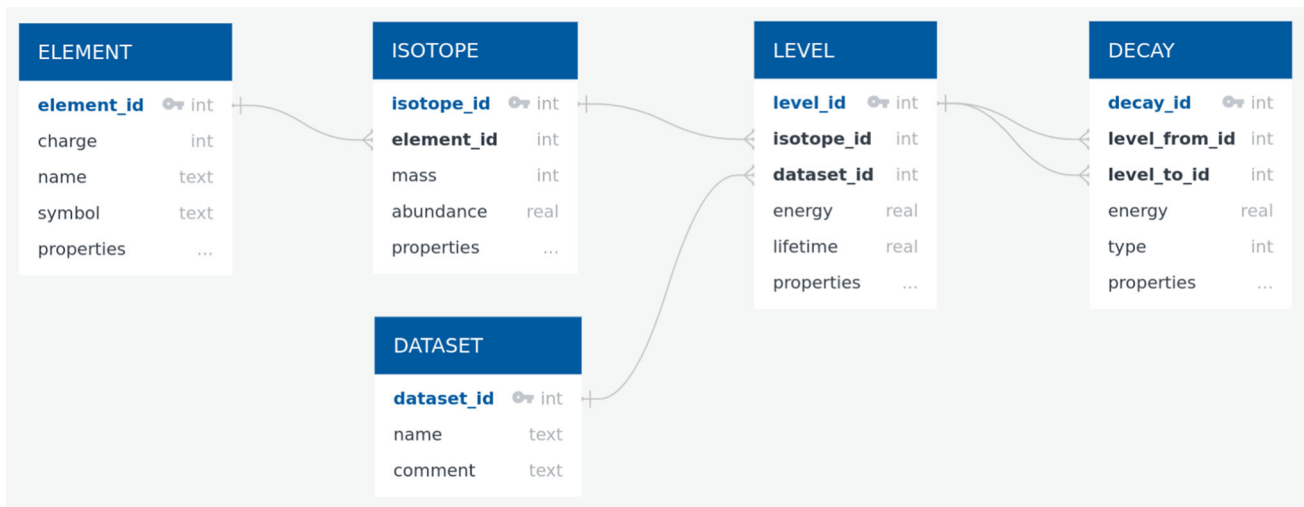 ELEMENT
element_id int
charge int
name text
symbol text
properties ...
ISOTOPE
isotope_id int
element_id int
mass int
abundance real
properties ...
DATASET
dataset_id int
name text
comment text
LEVEL
level_id int
isotope_id int
dataset_id int
energy real
lifetime real
properties ...
DECAY
decay_id int
level_from_id int
level_to_id int
energy real
type int
properties ...